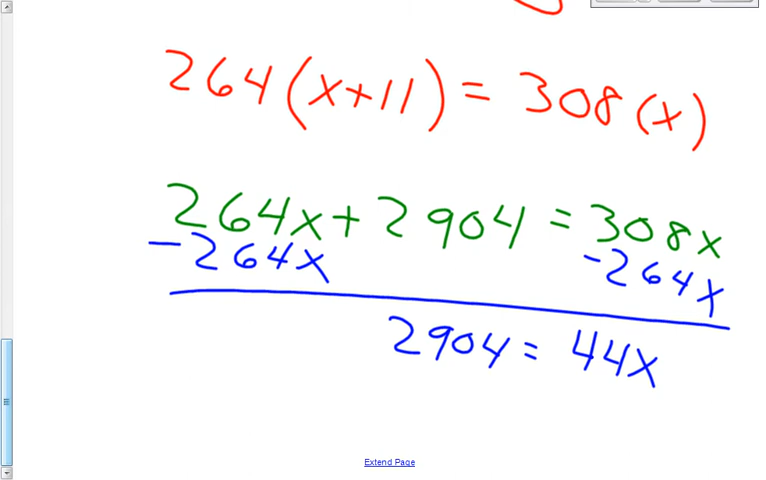 264(x+11) = 308(x)
264x + 2904 = 308x
-264x -264x
2904 = 44x
Extend Page